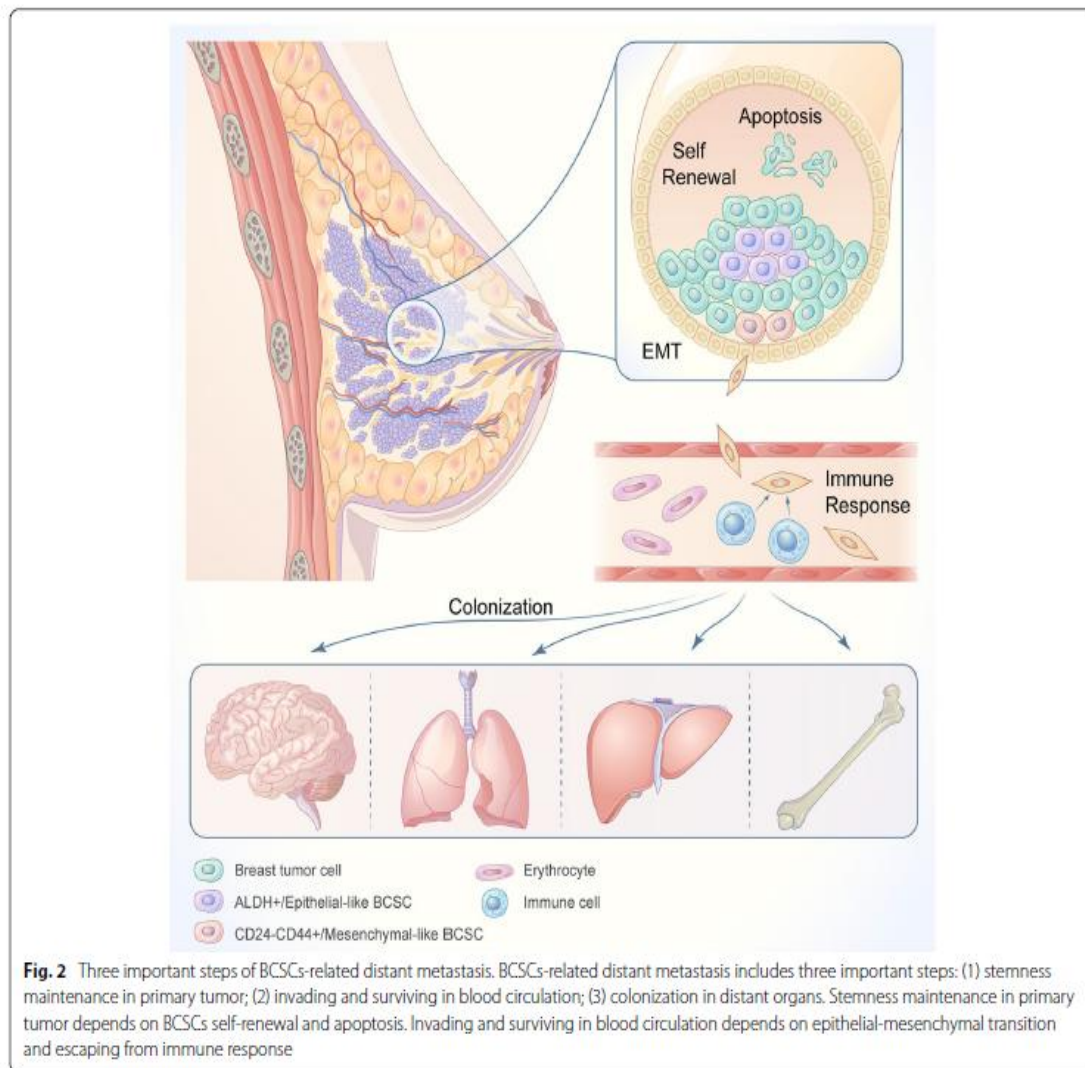 Apoptosis
Self
Renewal
EMT
Immune
Response
Colonization
Breast tumor cell
Erythrocyte
ALDH+/Epithelial-like BCSC
Immune cell
CD24-CD44+/Mesenchymal-like BCSC
Fig. 2 Three important steps of BCSCs-related distant metastasis. BCSCs-related distant metastasis includes three important steps: (1) stemness
maintenance in primary tumor; (2) invading and surviving in blood circulation; (3) colonization in distant organs. Stemness maintenance in primary
tumor depends on BCSCs self-renewal and apoptosis. Invading and surviving in blood circulation depends on epithelial-mesenchymal transition
and escaping from immune response